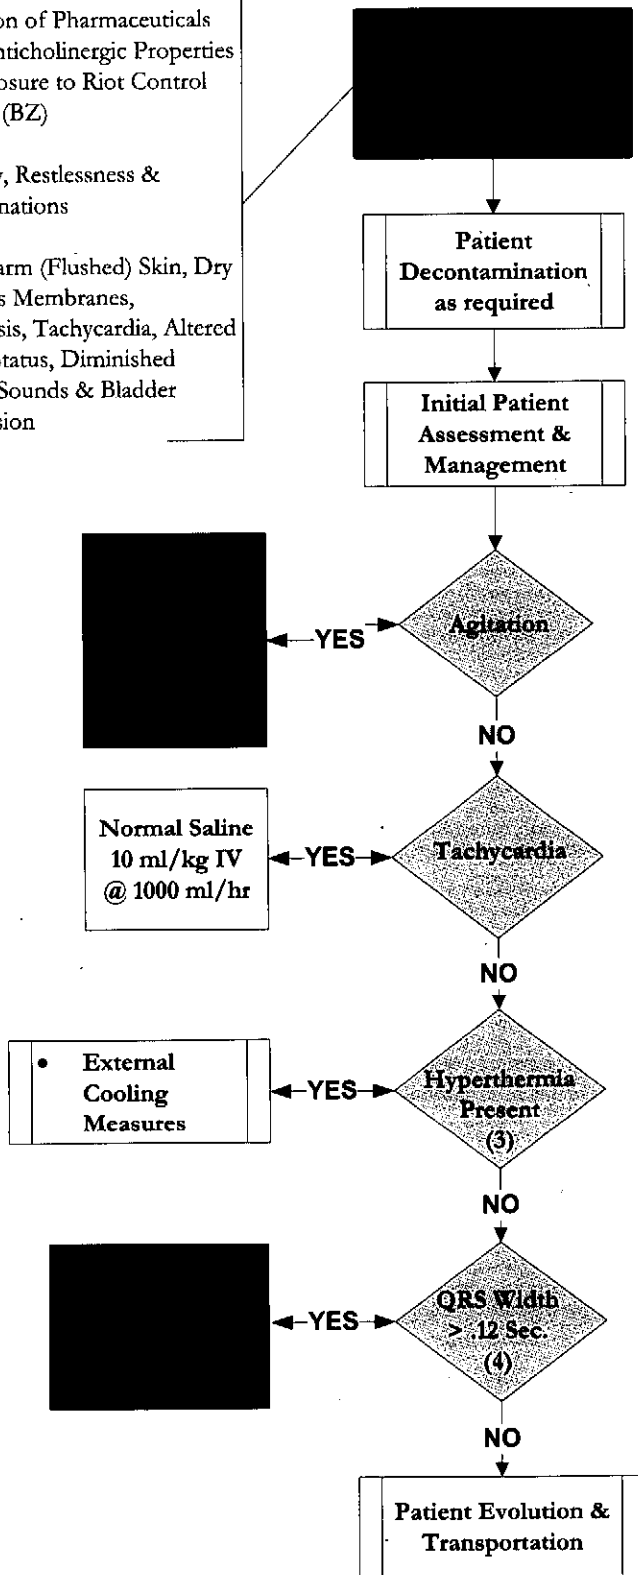 on of Pharmaceuticals
nticholinergic Properties
osure to Riot Control
(BZ)
, Restlessness &
nations
arm (Flushed) Skin, Dry
s Membranes,
sis, Tachycardia, Altered
Status, Diminished
Sounds & Bladder
sion
Patient
Decontamination
as required
Initial Patient
Assessment &
Management
Agitation
YES
NO
Normal Saline
10 ml/kg IV
@ 1000 ml/hr
YES
Tachycardia
NO
• External
Cooling
Measures
YES
Hyperthermia
Present
(3)
NO
YES
QRS Width
> .12 Sec.
(4)
NO
Patient Evolution &
Transportation